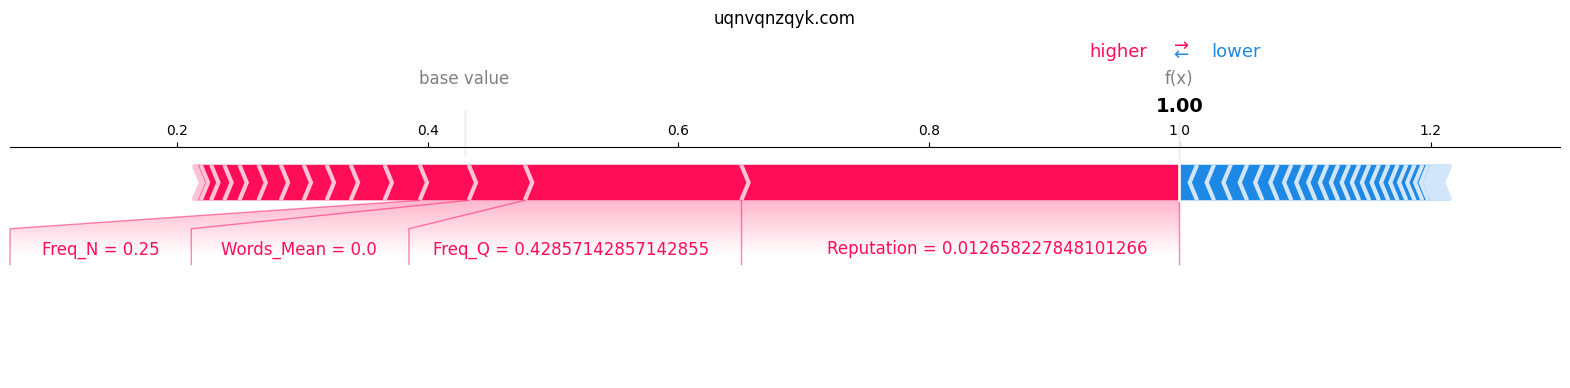 uqnvqnzqyk.com
higher → ← lower
base value f(x)
1.00
0.2 0.4 0.6 0.8 1.0 1.2
Freq_N = 0.25 Words_Mean = 0.0 Freq_Q = 0.42857142857142855 Reputation = 0.012658227848101266